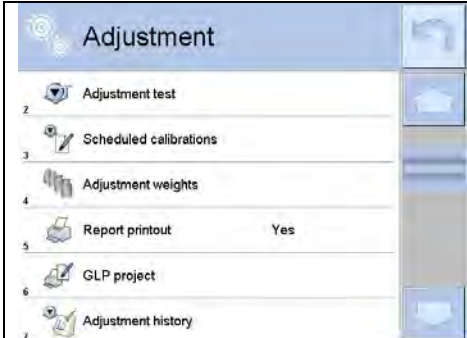 Adjustment
Adjustment test
2
Scheduled calibrations
3
Adjustment weights
4
Report printout Yes
5
GLP project
6
Adjustment history